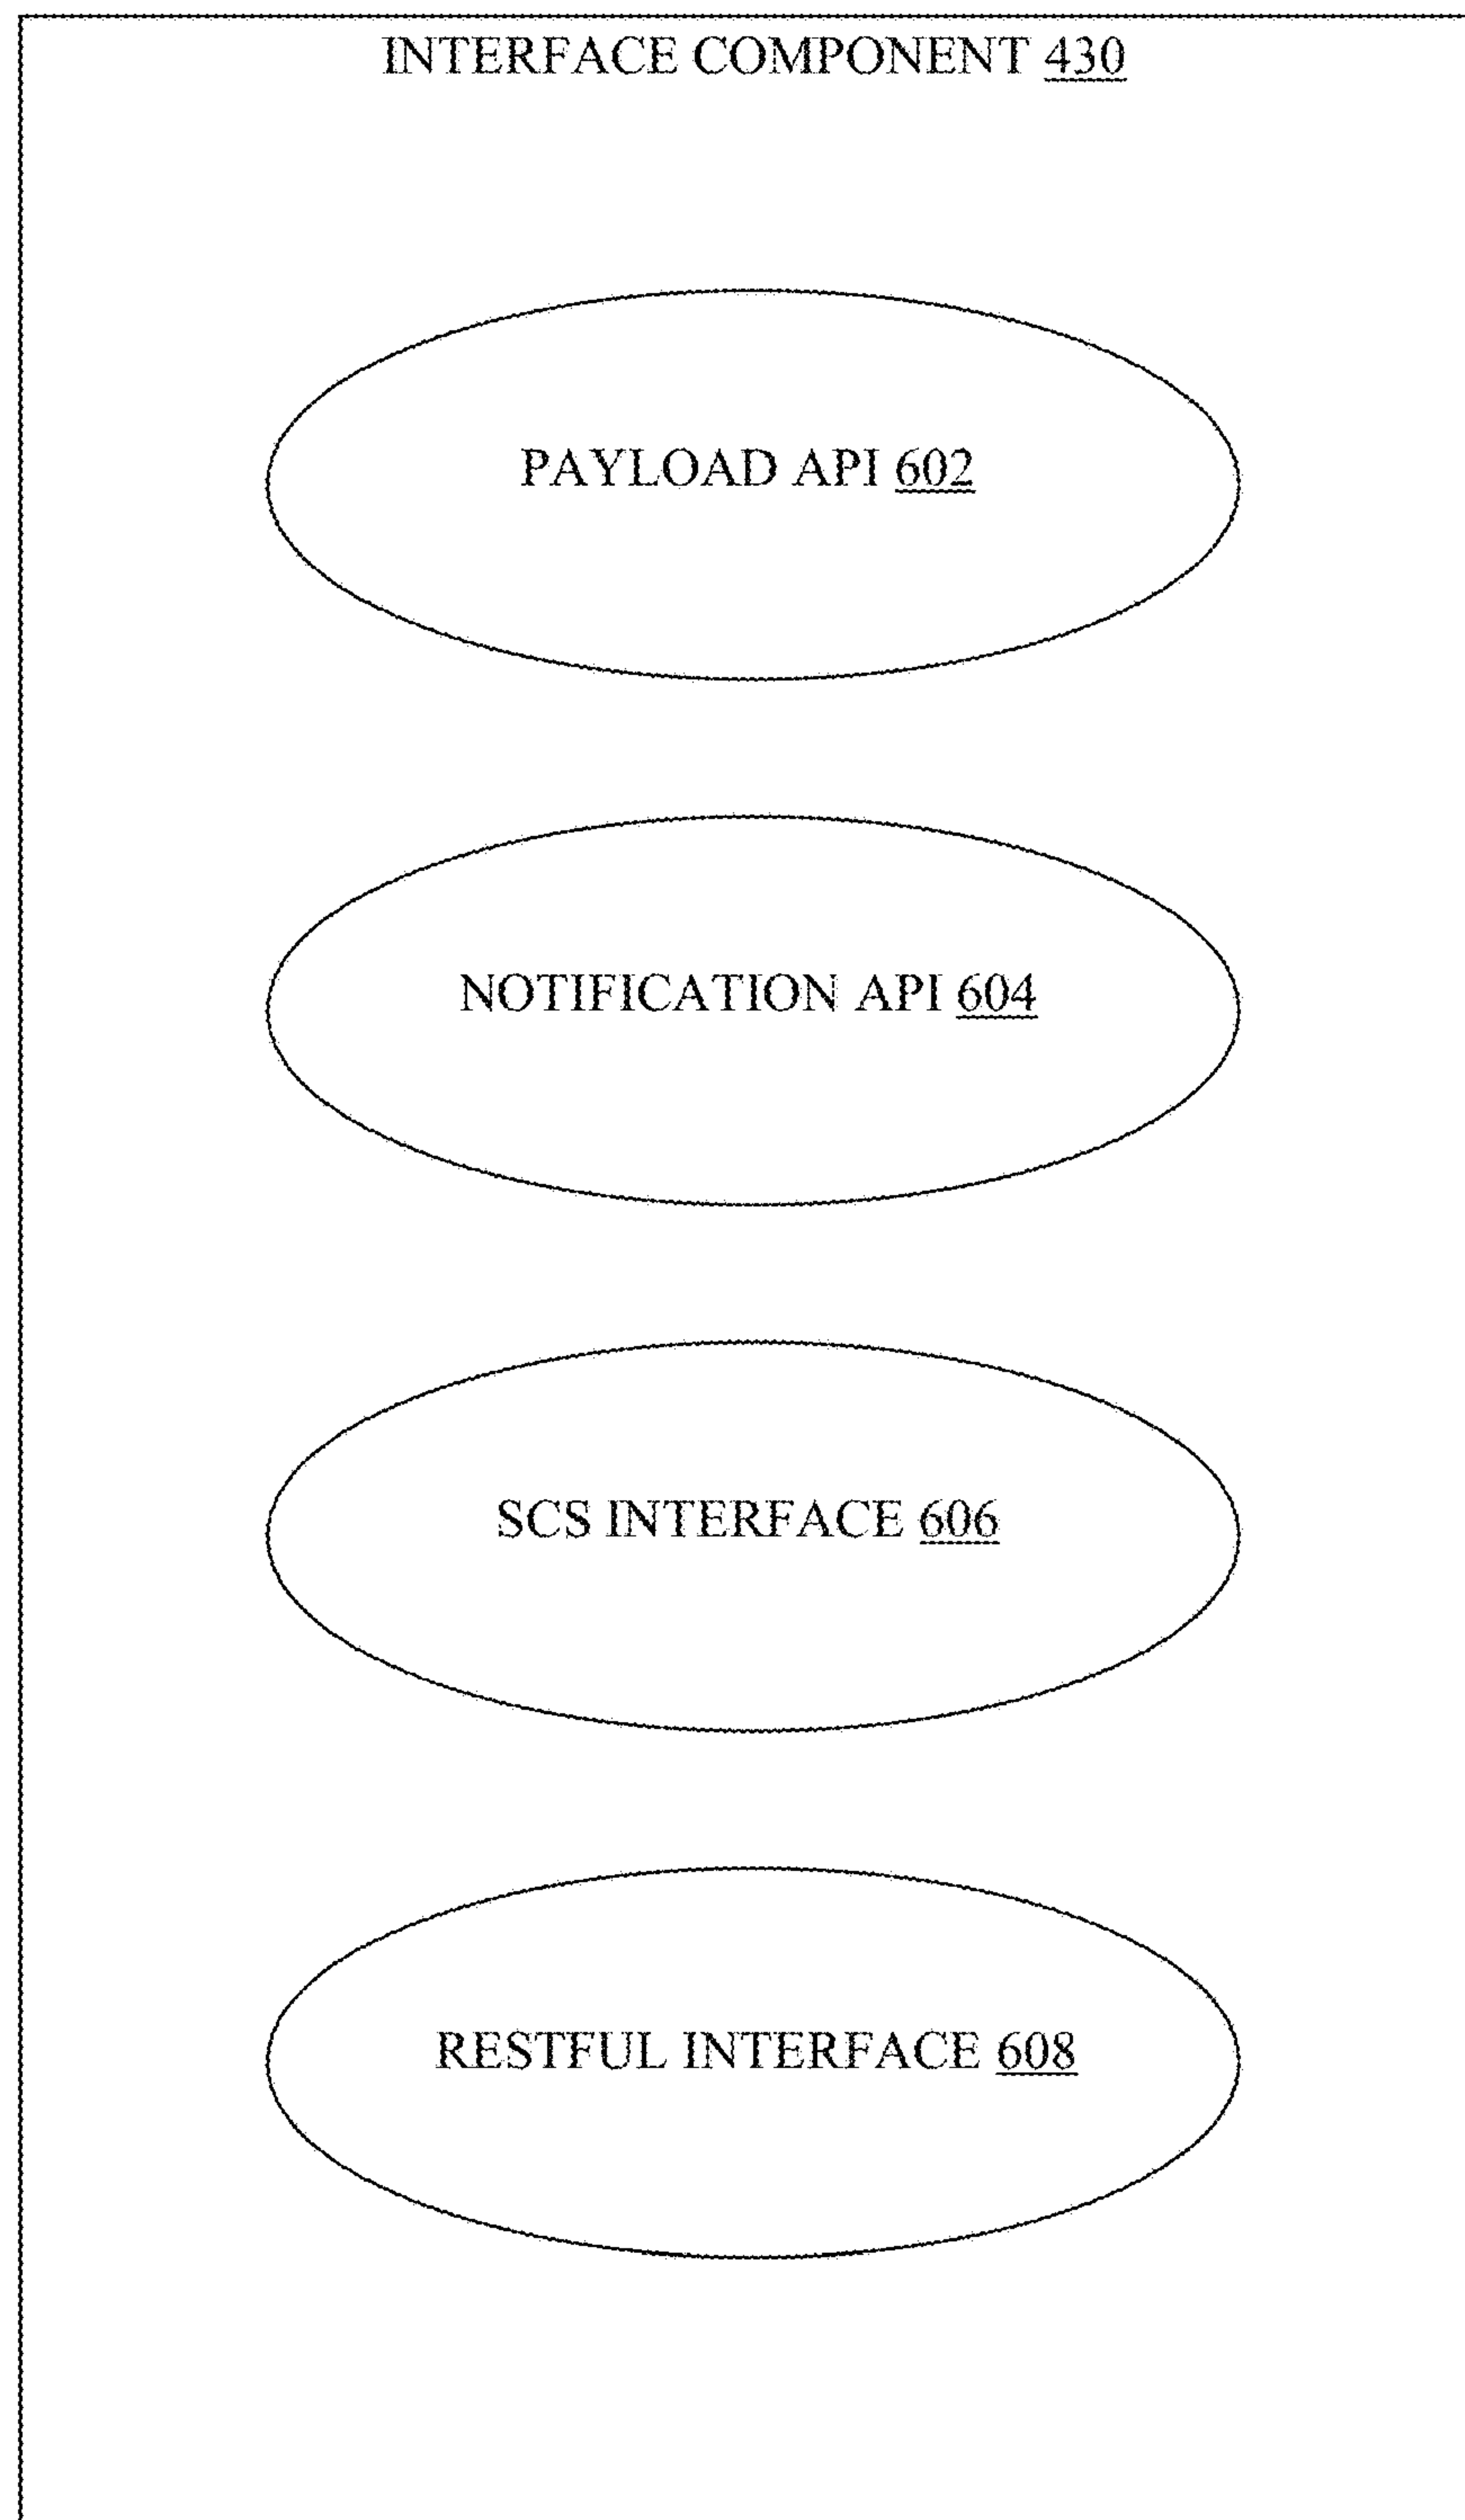 INTERFACE COMPONENT 430
PAYLOAD API 602
NOTIFICATION API 604
SCS INTERFACE 606
RESTFUL INTERFACE 608